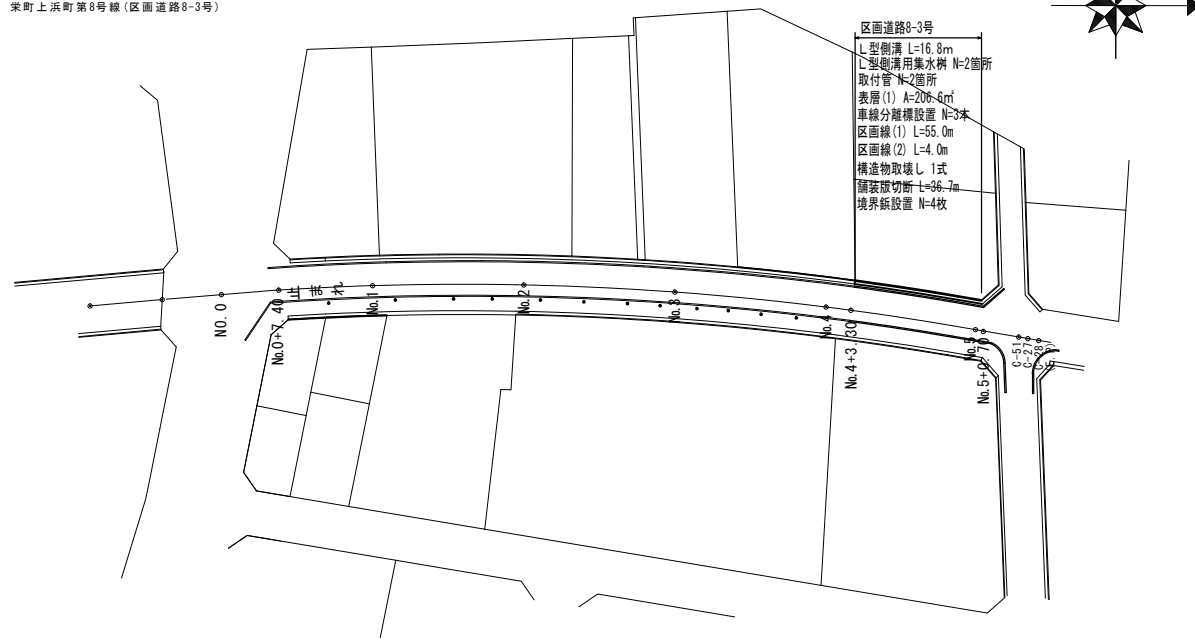 栄町上浜町第8号線(区画道路8-3号)
区画道路8-3号
L型側溝 L=16.8m
L型側溝用集水桝 N=2箇所
取付管 N=2箇所
表層(1) A=206.6㎡
車線分離標設置 N=3本
区画線(1) L=55.0m
区画線(2) L=4.0m
構造物取壊し 1式
舗装版切断 L=36.7m
境界鋲設置 N=4枚
止まれ
NO.0
No.0+7.40
No.1
No.2
No.3
No.4
No.4+3.30
No.5
No.5+0.70
C-51
C-27